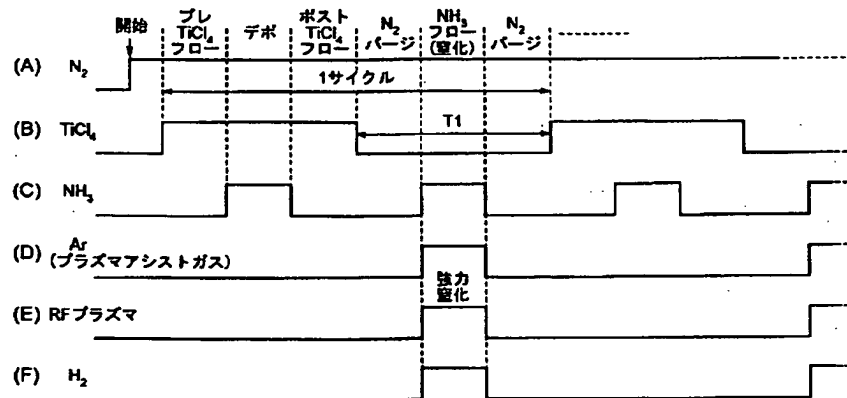 開始
プレ
TiCl₄
フロー
デポ
ポスト
TiCl₄
フロー
N₂
パージ
NH₃
フロー
(窒化)
N₂
パージ
(A) N₂
1サイクル
(B) TiCl₄
T1
(C) NH₃
(D) Ar
(プラズマアシストガス)
強力
窒化
(E) RFプラズマ
(F) H₂